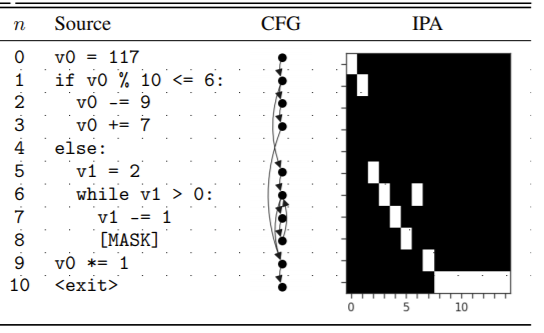 n Source CFG IPA
0 v0 = 117
1 if v0 % 10 <= 6:
2 v0 -= 9
3 v0 += 7
4 else:
5 v1 = 2
6 while v1 > 0:
7 v1 -= 1
8 [MASK]
9 v0 *= 1
10 <exit>
0 5 10